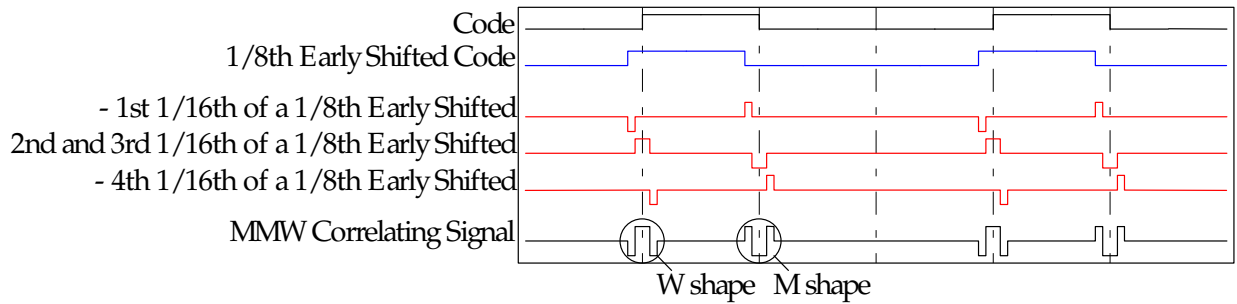 Code
1/8th Early Shifted Code
- 1st 1/16th of a 1/8th Early Shifted
2nd and 3rd 1/16th of a 1/8th Early Shifted
- 4th 1/16th of a 1/8th Early Shifted
MMW Correlating Signal
W shape M shape